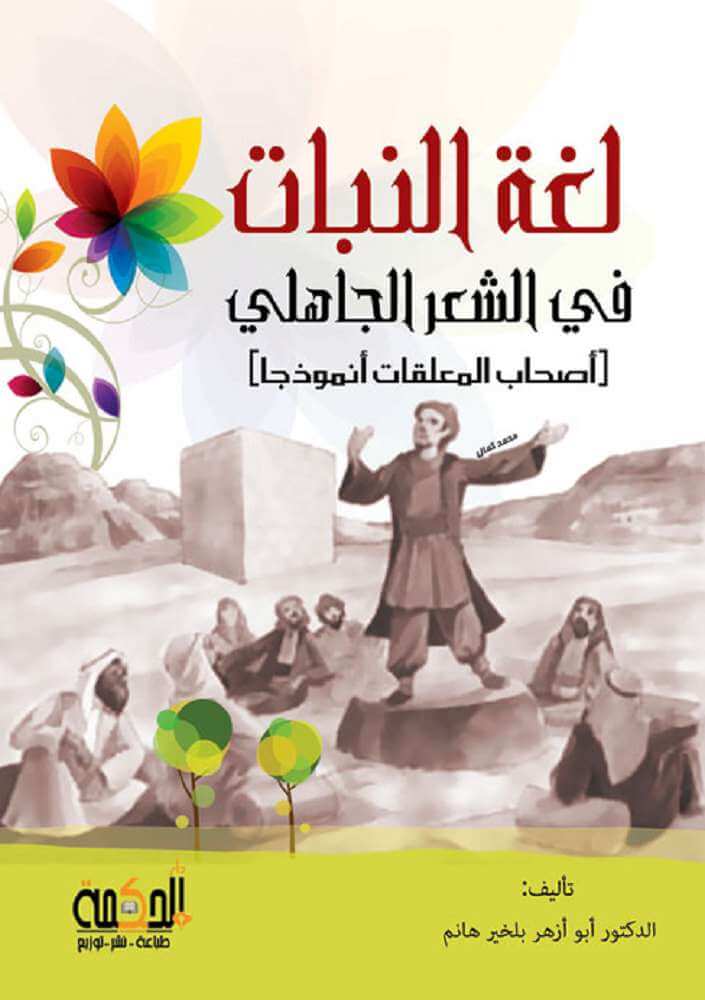 لغة النبات
في الشعر الجاهلي
[أصحاب المعلقات أنموذجا]
محمد كمال
تأليف:
الدكتور أبو أزهر بلخير هانم
دار
الحكمة
طباعة - نشر - توزيع